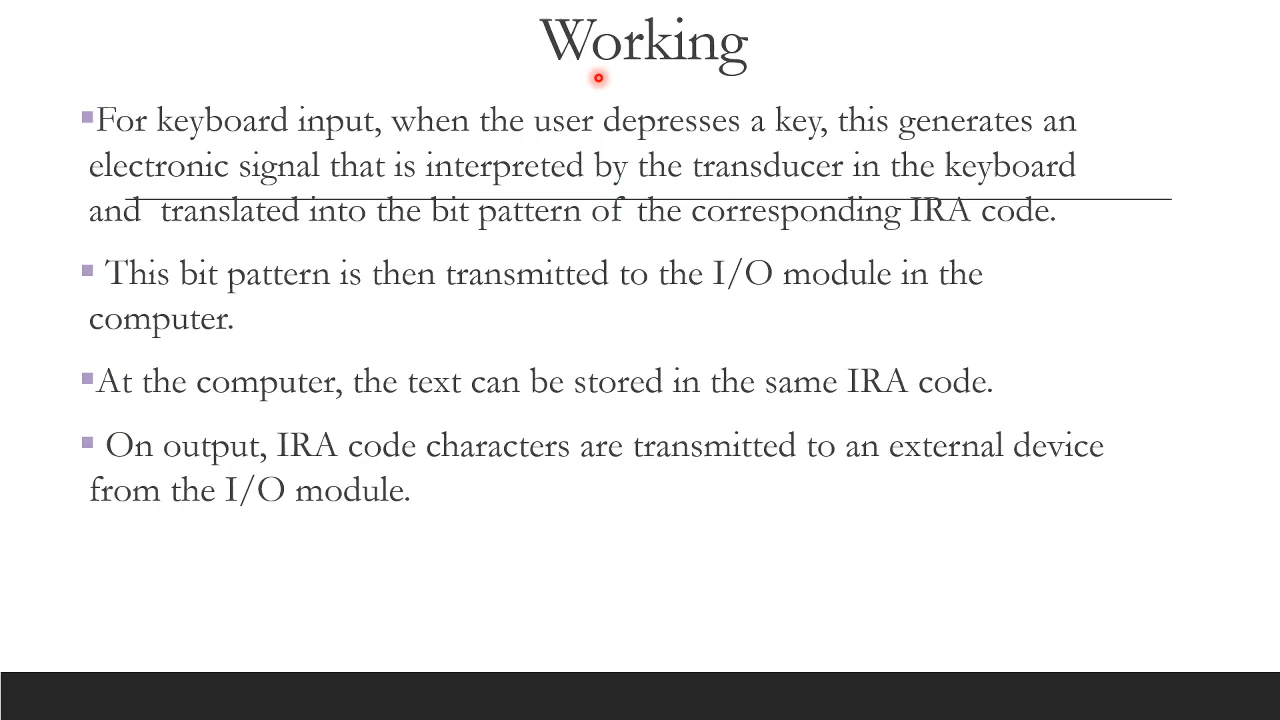 Working
▪For keyboard input, when the user depresses a key, this generates an
electronic signal that is interpreted by the transducer in the keyboard
and translated into the bit pattern of the corresponding IRA code.
▪ This bit pattern is then transmitted to the I/O module in the
computer.
▪At the computer, the text can be stored in the same IRA code.
▪ On output, IRA code characters are transmitted to an external device
from the I/O module.